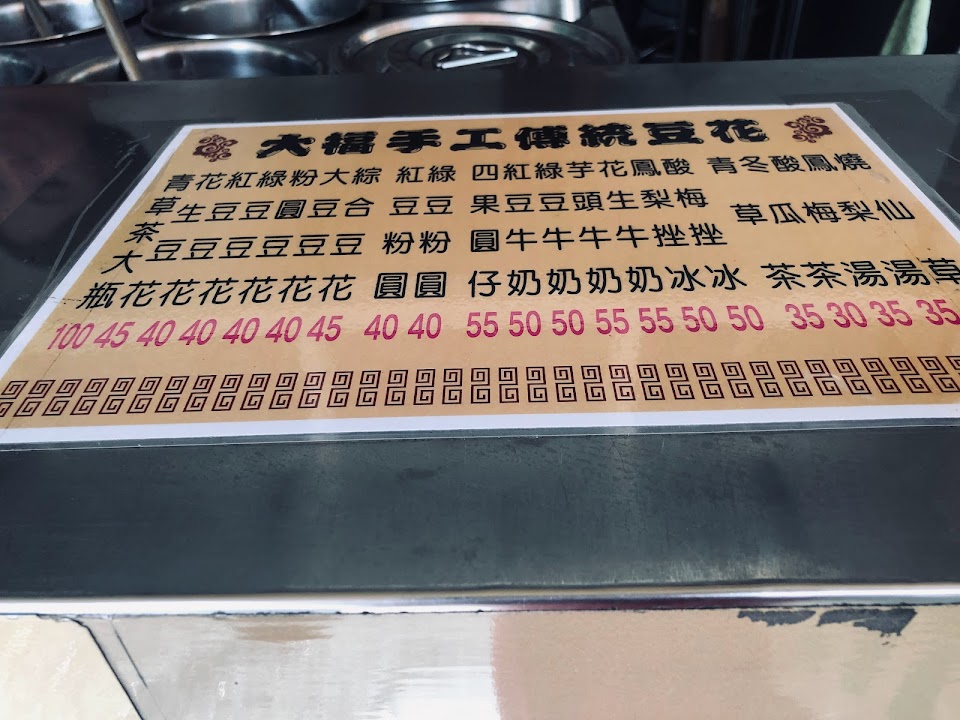 大福手工傳統豆花
青草茶大瓶 100
花生豆花 45
紅豆豆花 40
綠豆豆花 40
粉圓豆花 40
大豆豆花 40
綜合豆花 45
紅豆粉圓 40
綠豆粉圓 40
四果圓仔 55
紅豆牛奶 50
綠豆牛奶 50
芋頭牛奶 55
花生牛奶 55
鳳梨挫冰 50
酸梅挫冰 50
青草茶 35
冬瓜茶 30
酸梅湯 35
鳳梨湯 35
燒仙草